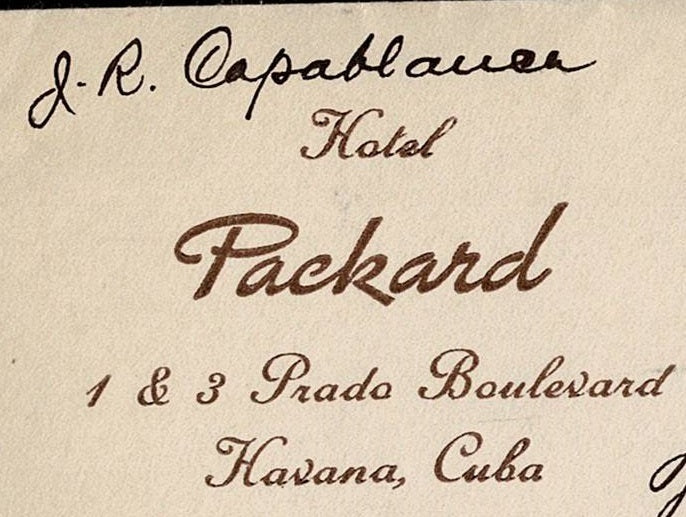 J. R. Capablanca
Hotel
Packard
1 & 3 Prado Boulevard
Havana, Cuba